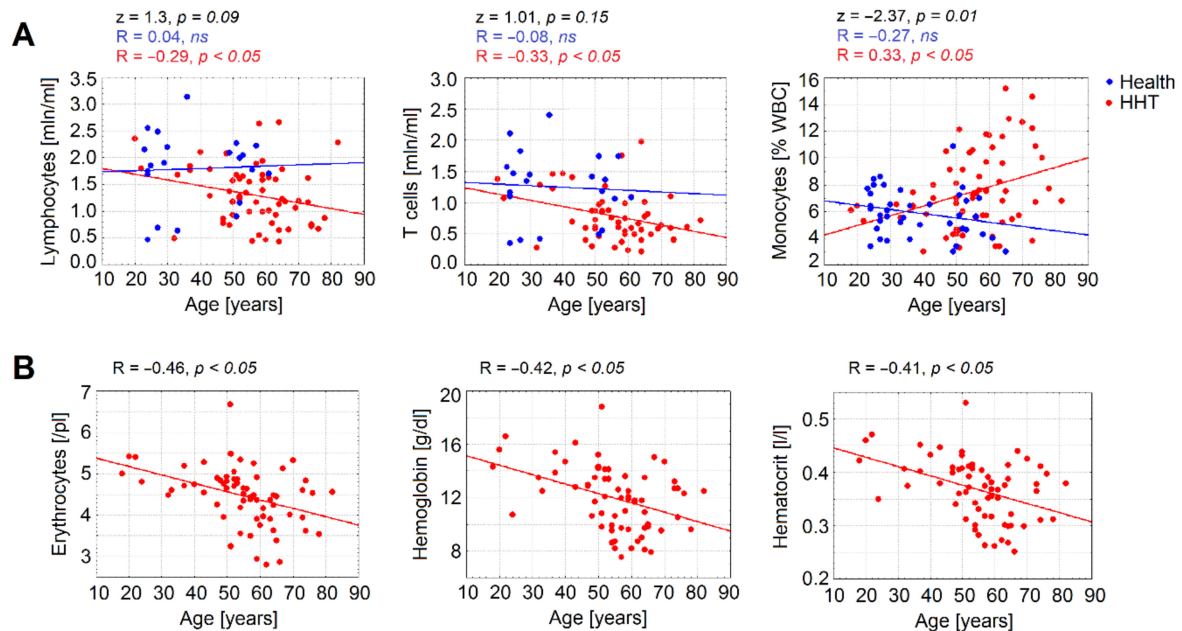 A
z = 1.3, p = 0.09
R = 0.04, ns
R = −0.29, p < 0.05
Lymphocytes [mln/ml]
3.5
3.0
2.5
2.0
1.5
1.0
0.5
0.0
10 20 30 40 50 60 70 80 90
Age [years]
z = 1.01, p = 0.15
R = −0.08, ns
R = −0.33, p < 0.05
T cells [mln/ml]
3.0
2.5
2.0
1.5
1.0
0.5
0.0
10 20 30 40 50 60 70 80 90
Age [years]
z = −2.37, p = 0.01
R = −0.27, ns
R = 0.33, p < 0.05
Monocytes [% WBC]
16
14
12
10
8
6
4
2
10 20 30 40 50 60 70 80 90
Age [years]
Health
HHT
B
R = −0.46, p < 0.05
Erythrocytes [/pl]
7
6
5
4
3
10 20 30 40 50 60 70 80 90
Age [years]
R = −0.42, p < 0.05
Hemoglobin [g/dl]
20
18
16
14
12
10
8
10 20 30 40 50 60 70 80 90
Age [years]
R = −0.41, p < 0.05
Hematocrit [l/l]
0.5
0.4
0.3
0.2
10 20 30 40 50 60 70 80 90
Age [years]